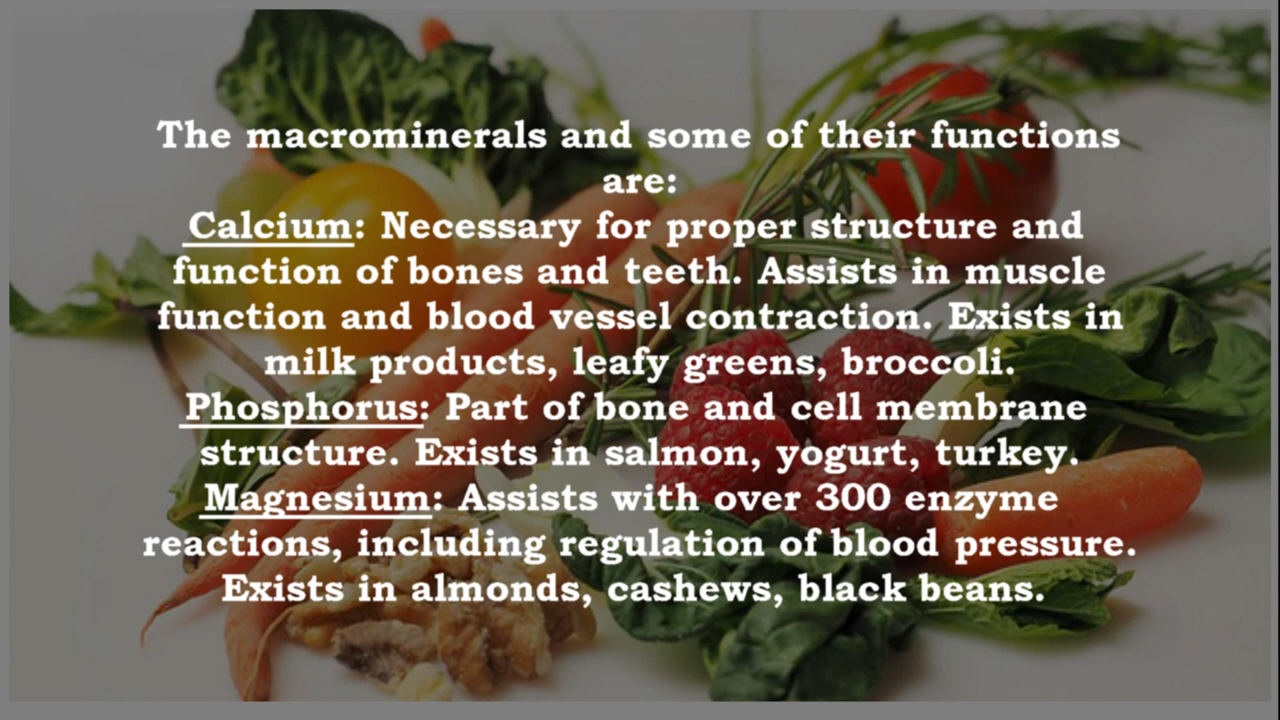 The macrominerals and some of their functions
are:
Calcium: Necessary for proper structure and
function of bones and teeth. Assists in muscle
function and blood vessel contraction. Exists in
milk products, leafy greens, broccoli.
Phosphorus: Part of bone and cell membrane
structure. Exists in salmon, yogurt, turkey.
Magnesium: Assists with over 300 enzyme
reactions, including regulation of blood pressure.
Exists in almonds, cashews, black beans.